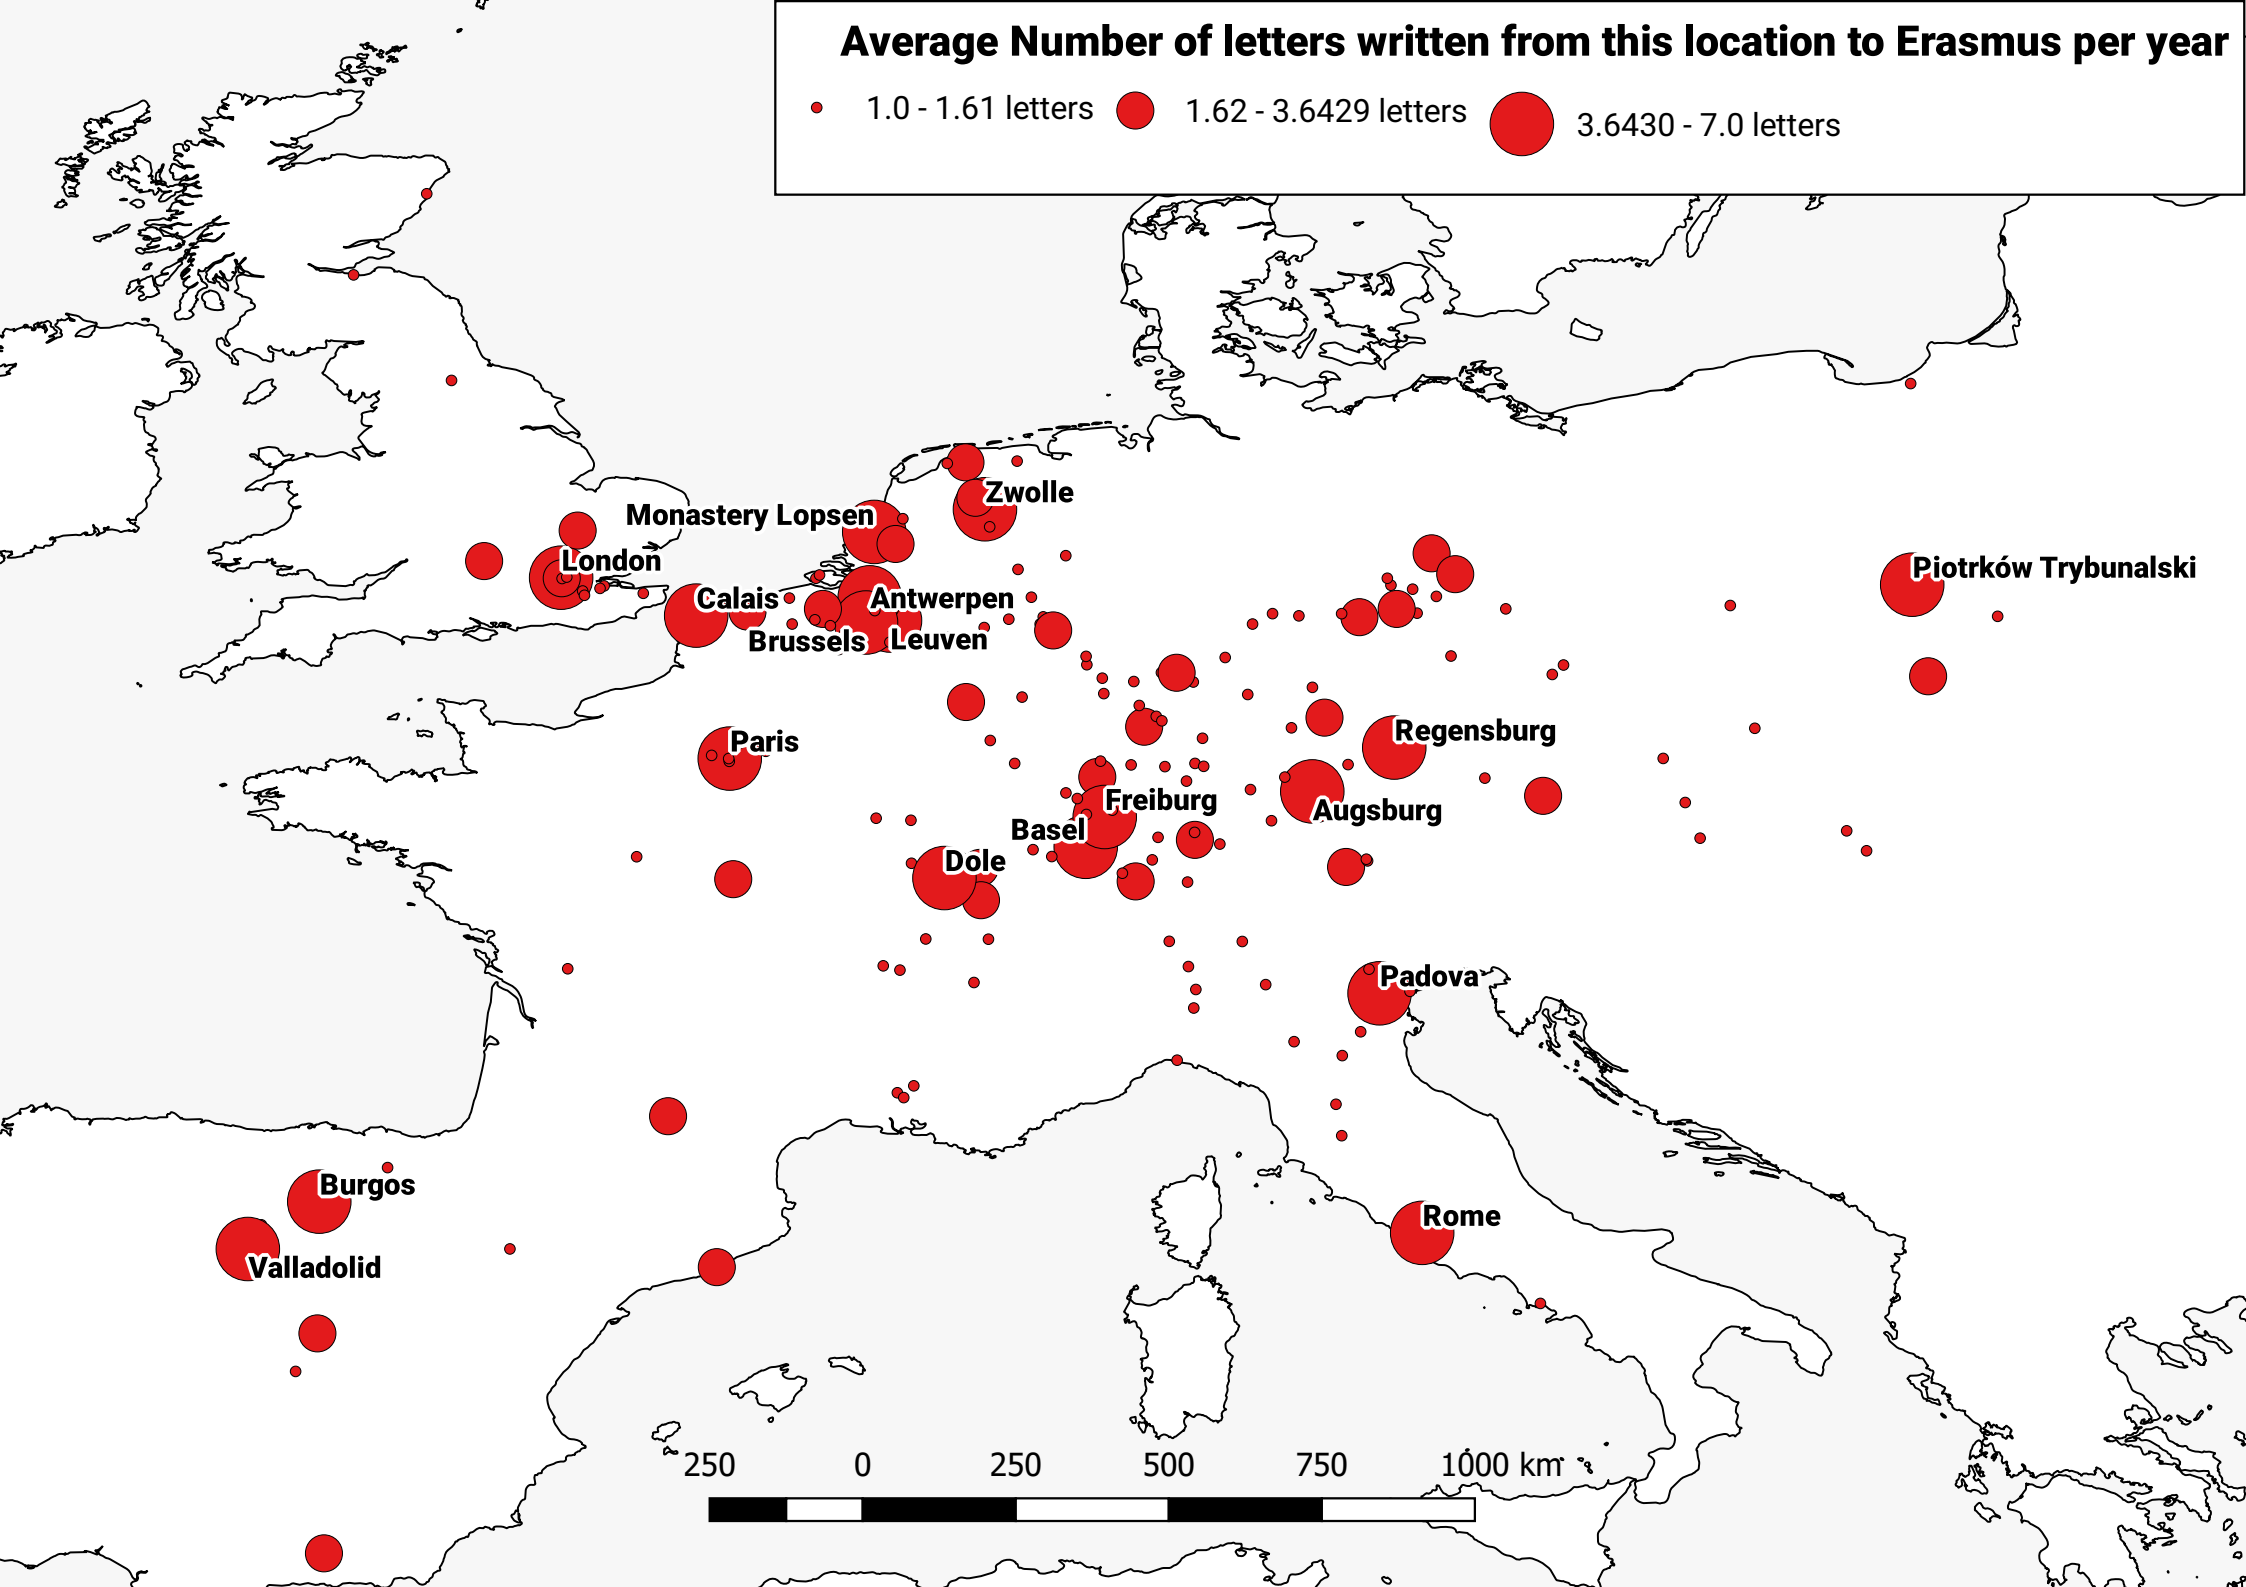 Average Number of letters written from this location to Erasmus per year
1.0 - 1.61 letters
1.62 - 3.6429 letters
3.6430 - 7.0 letters
Zwolle
Monastery Lopsen
London
Piotrków Trybunalski
Calais
Antwerpen
Brussels
Leuven
Regensburg
Paris
Freiburg
Augsburg
Basel
Dole
Padova
Burgos
Rome
Valladolid
250 0 250 500 750 1000 km